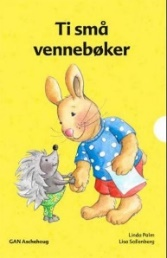 Ti små
vennebøker
Linda Palm
GAN Aschehoug
Lisa Sollenberg